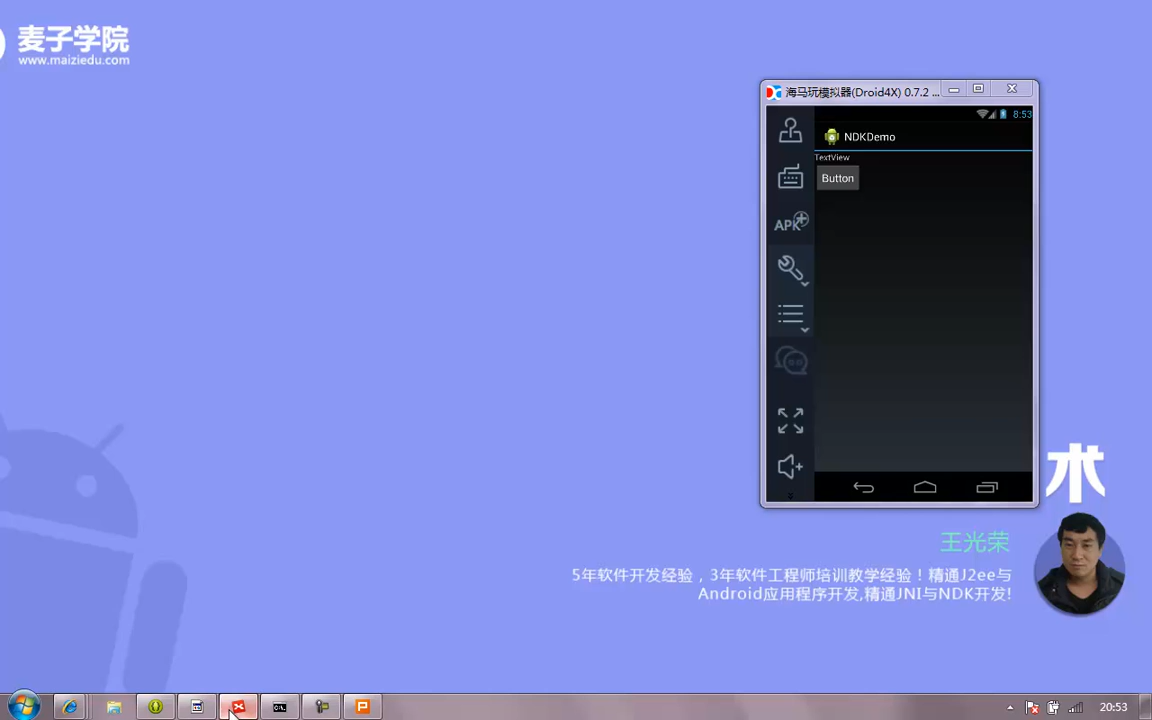 麦子学院
www.maiziedu.com
海马玩模拟器(Droid4X) 0.7.2 ...
8:53
NDKDemo
TextView
Button
APK
术
王光荣
5年软件开发经验，3年软件工程师培训教学经验！精通J2ee与
Android应用程序开发,精通JNI与NDK开发!
20:53